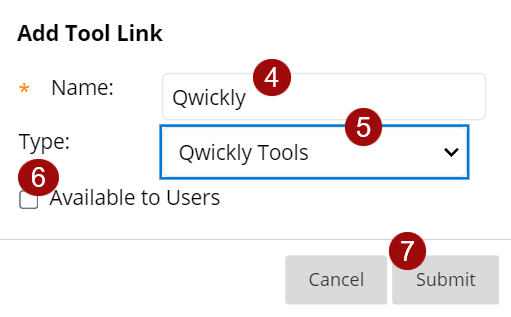 Add Tool Link
* Name: Qwickly 4
Type: Qwickly Tools 5
6
Available to Users
7
Cancel Submit